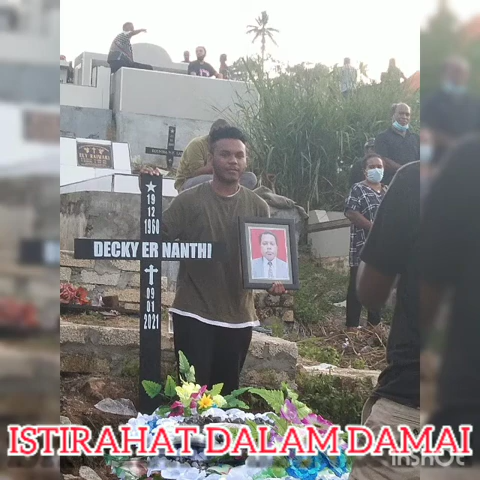 19
12
1960
DECKY ER NANTHI
09
01
2021
ISTIRAHAT DALAM DAMAI
inShot